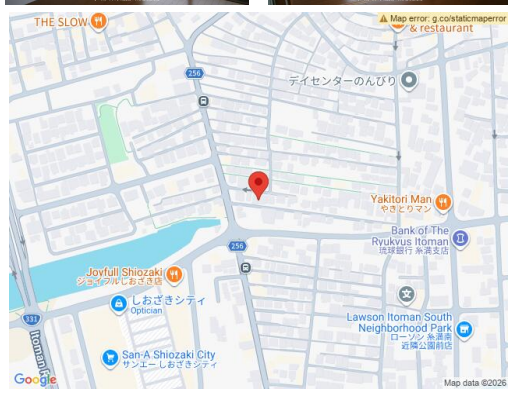 THE SLOW
Map error: g.co/staticmaperror
& restaurant
256
デイセンターのんびり
Yakitori Man
やきとりマン
Bank of The
Ryukyus Itoman
琉球銀行 糸満支店
256
Joyfull Shiozaki
ジョイフルしおざき店
しおざきシティ
Optician
331
Itoman
Lawson Itoman South
Neighborhood Park
ローソン 糸満南
近隣公園前店
San-A Shiozaki City
サンエー しおざきシティ
Google
Map data ©2026